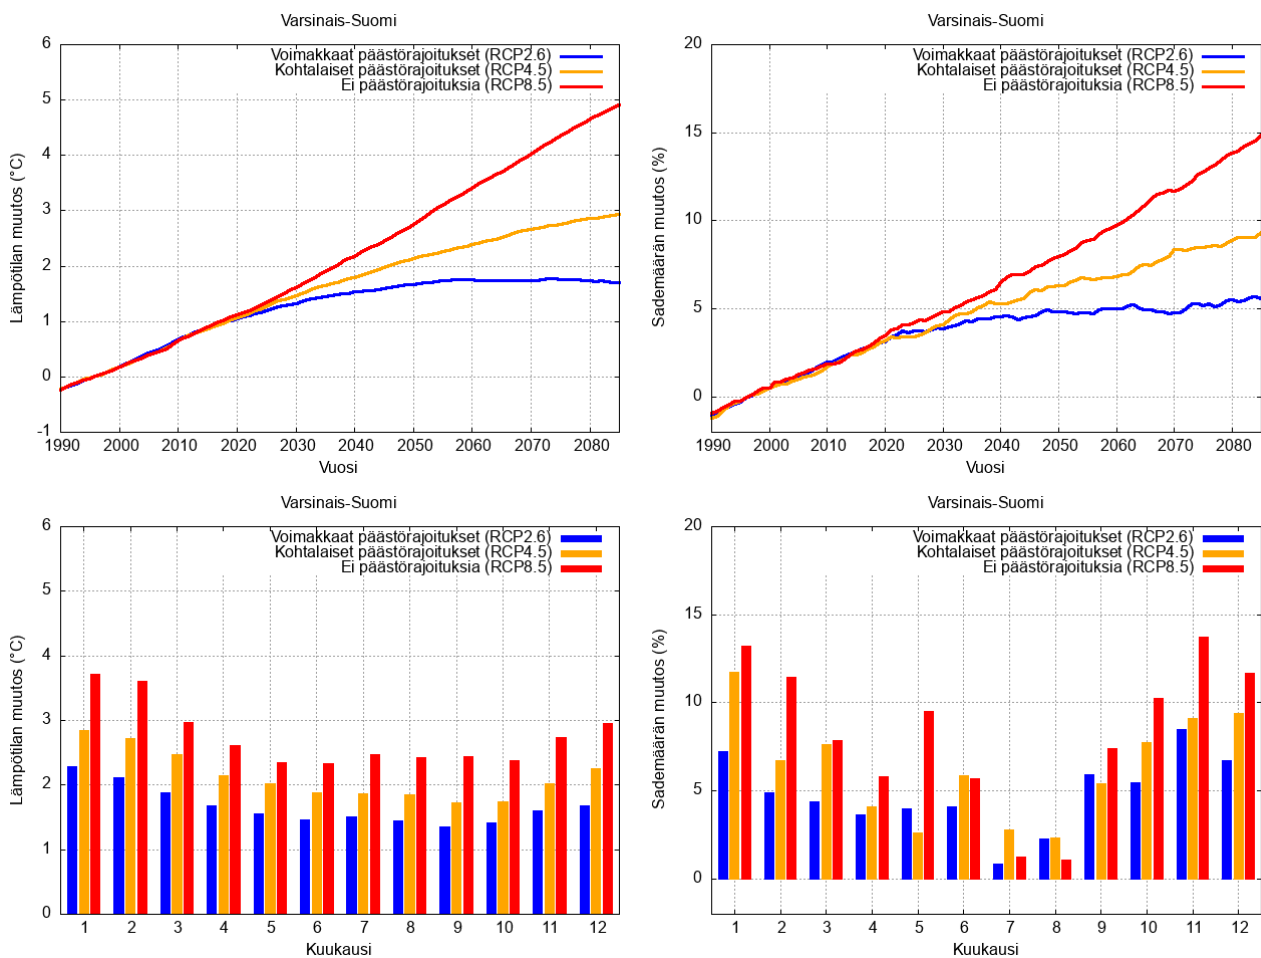 Varsinais-Suomi
6
5
4
3
2
1
0
-1
Lämpötilan muutos (°C)
Voimakkaat päästörajoitukset (RCP2.6)
Kohtalaiset päästörajoitukset (RCP4.5)
Ei päästörajoituksia (RCP8.5)
1990 2000 2010 2020 2030 2040 2050 2060 2070 2080
Vuosi
Varsinais-Suomi
20
15
10
5
0
Sademäärän muutos (%)
Voimakkaat päästörajoitukset (RCP2.6)
Kohtalaiset päästörajoitukset (RCP4.5)
Ei päästörajoituksia (RCP8.5)
1990 2000 2010 2020 2030 2040 2050 2060 2070 2080
Vuosi
Varsinais-Suomi
6
5
4
3
2
1
0
Lämpötilan muutos (°C)
Voimakkaat päästörajoitukset (RCP2.6)
Kohtalaiset päästörajoitukset (RCP4.5)
Ei päästörajoituksia (RCP8.5)
1 2 3 4 5 6 7 8 9 10 11 12
Kuukausi
Varsinais-Suomi
20
15
10
5
0
Sademäärän muutos (%)
Voimakkaat päästörajoitukset (RCP2.6)
Kohtalaiset päästörajoitukset (RCP4.5)
Ei päästörajoituksia (RCP8.5)
1 2 3 4 5 6 7 8 9 10 11 12
Kuukausi